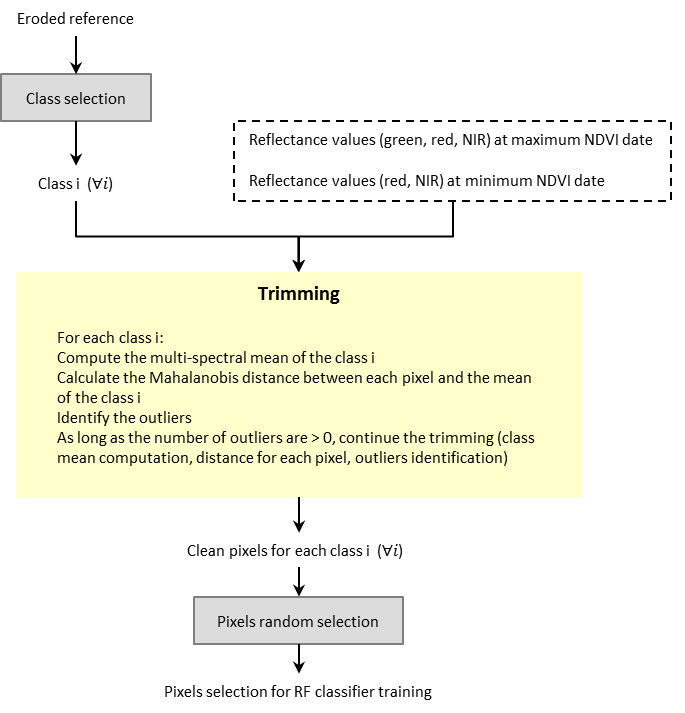 Eroded reference
Class selection
Class i (∀i)
Reflectance values (green, red, NIR) at maximum NDVI date
Reflectance values (red, NIR) at minimum NDVI date
Trimming
For each class i:
Compute the multi-spectral mean of the class i
Calculate the Mahalanobis distance between each pixel and the mean
of the class i
Identify the outliers
As long as the number of outliers are > 0, continue the trimming (class
mean computation, distance for each pixel, outliers identification)
Clean pixels for each class i (∀i)
Pixels random selection
Pixels selection for RF classifier training